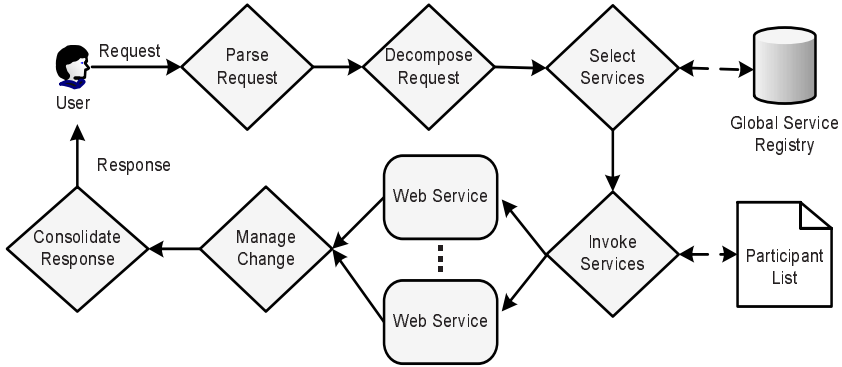 Request
User
Parse
Request
Decompose
Request
Select
Services
Global Service
Registry
Response
Consolidate
Response
Manage
Change
Web Service
Web Service
Invoke
Services
Participant
List